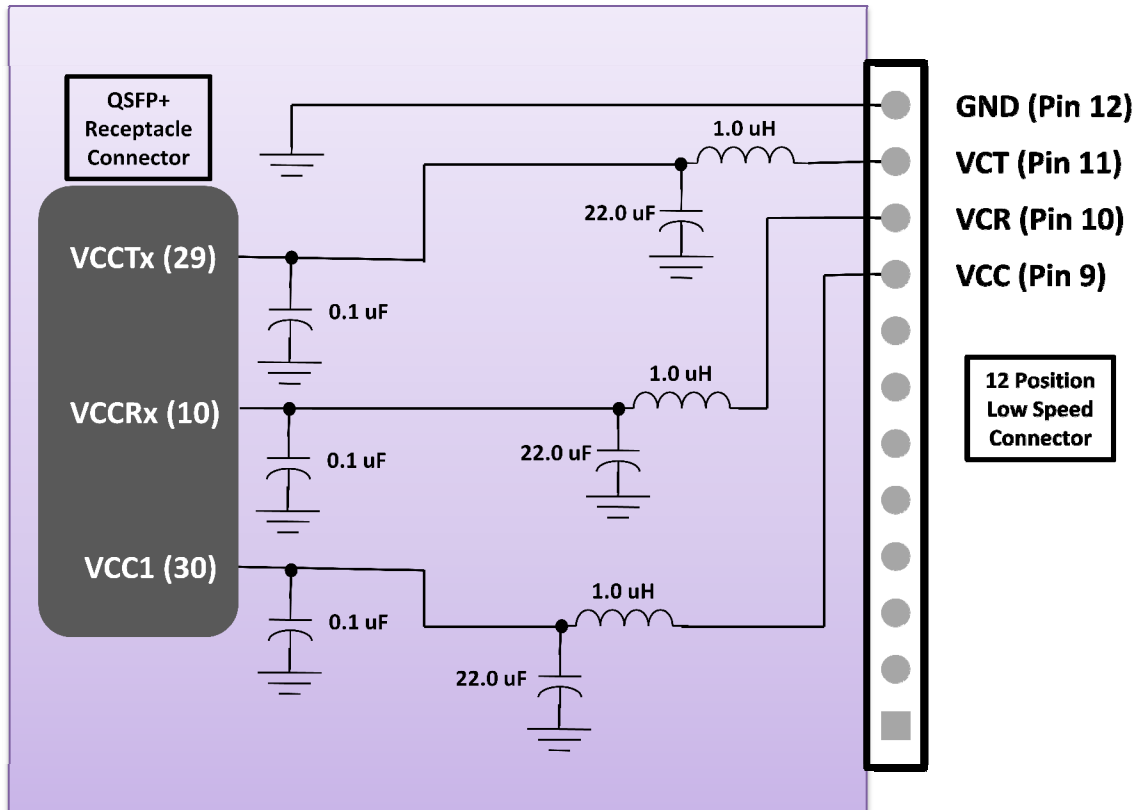 QSFP+
Receptacle
Connector
GND (Pin 12)
1.0 uH
VCT (Pin 11)
22.0 uF
VCR (Pin 10)
VCCTx (29)
VCC (Pin 9)
0.1 uF
1.0 uH
12 Position
Low Speed
Connector
VCCRx (10)
0.1 uF
22.0 uF
VCC1 (30)
1.0 uH
0.1 uF
22.0 uF